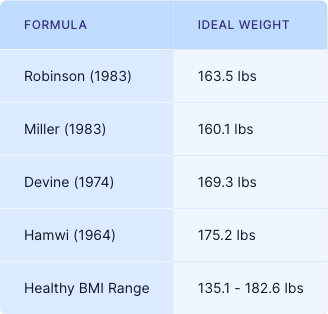 FORMULA IDEAL WEIGHT
Robinson (1983) 163.5 lbs
Miller (1983) 160.1 lbs
Devine (1974) 169.3 lbs
Hamwi (1964) 175.2 lbs
Healthy BMI Range 135.1 - 182.6 lbs